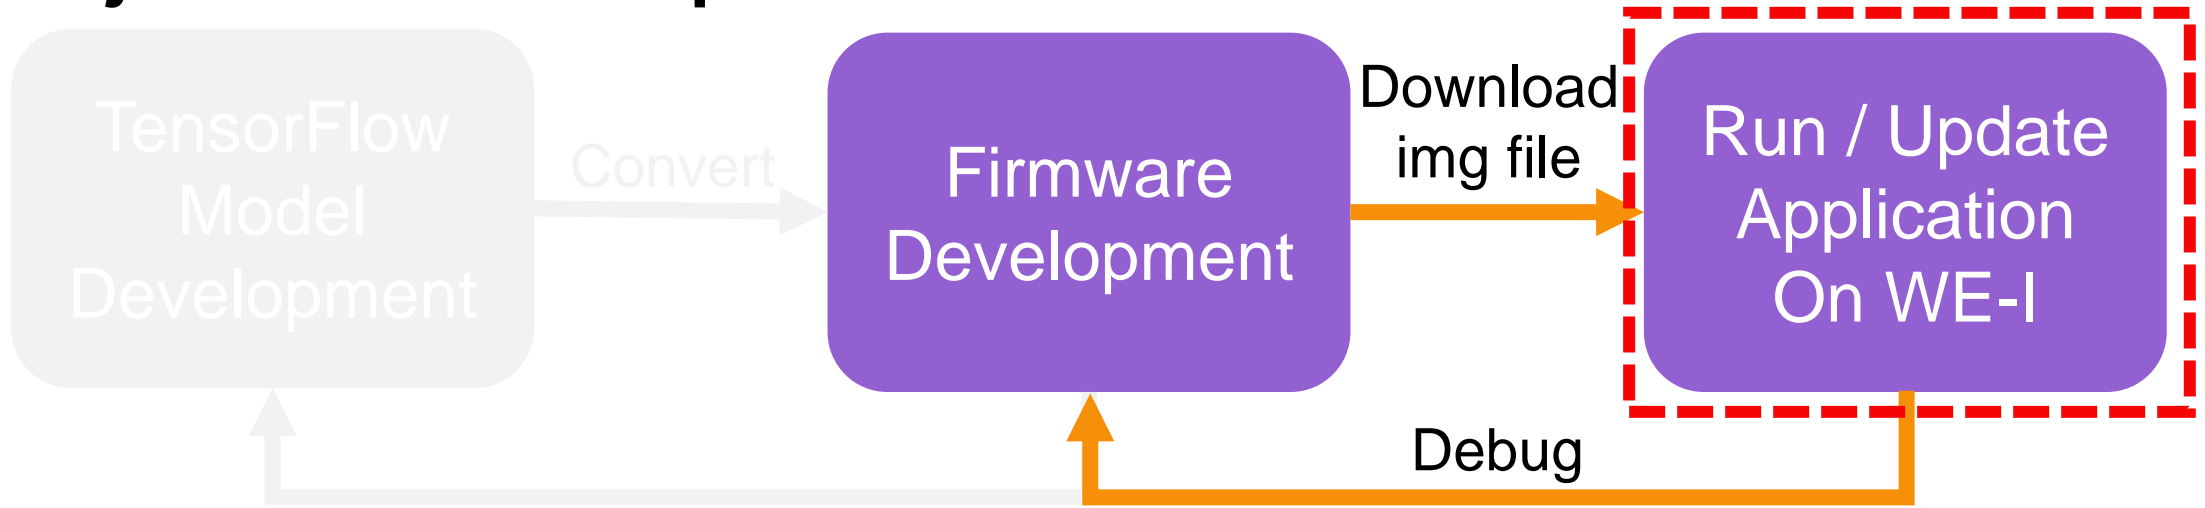 TensorFlow
Model
Development
Convert
Firmware
Development
Download
img file
Run / Update
Application
On WE-I
Debug